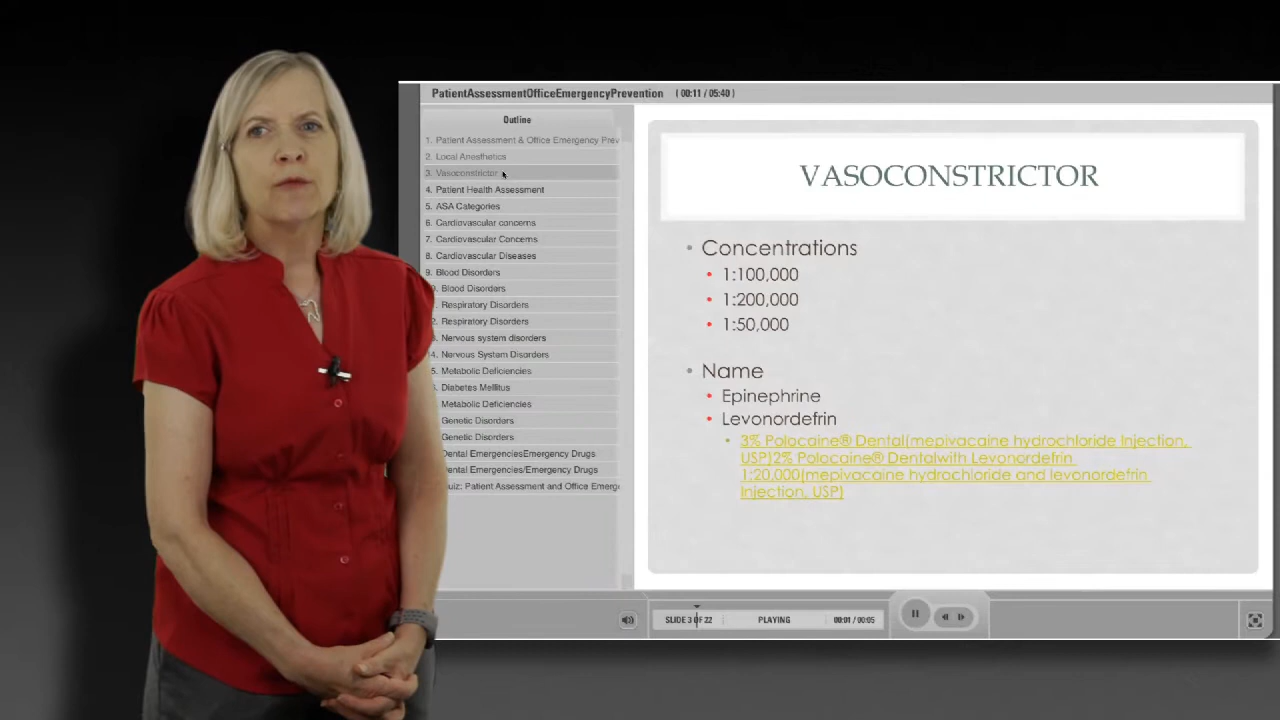 PatientAssessmentOfficeEmergencyPrevention (00:11 / 05:40)
Outline
1. Patient Assessment & Office Emergency Prev
2. Local Anesthetics
3. Vasoconstrictor
4. Patient Health Assessment
5. ASA Categories
6. Cardiovascular concerns
7. Cardiovascular Concerns
8. Cardiovascular Diseases
9. Blood Disorders
Blood Disorders
Respiratory Disorders
Respiratory Disorders
Nervous system disorders
4. Nervous System Disorders
Metabolic Deficiencies
Diabetes Mellitus
Metabolic Deficiencies
Genetic Disorders
Genetic Disorders
Dental EmergenciesEmergency Drugs
Dental Emergencies/Emergency Drugs
uiz: Patient Assessment and Office Emerge
VASOCONSTRICTOR
• Concentrations
• 1:100,000
• 1:200,000
• 1:50,000
• Name
• Epinephrine
• Levonordefrin
• 3% Polocaine® Dental(mepivacaine hydrochloride Injection,
USP)2% Polocaine® Dentalwith Levonordefrin
1:20,000(mepivacaine hydrochloride and levonordefrin
Injection, USP)
SLIDE 3 OF 22 PLAYING 00:01 / 00:05